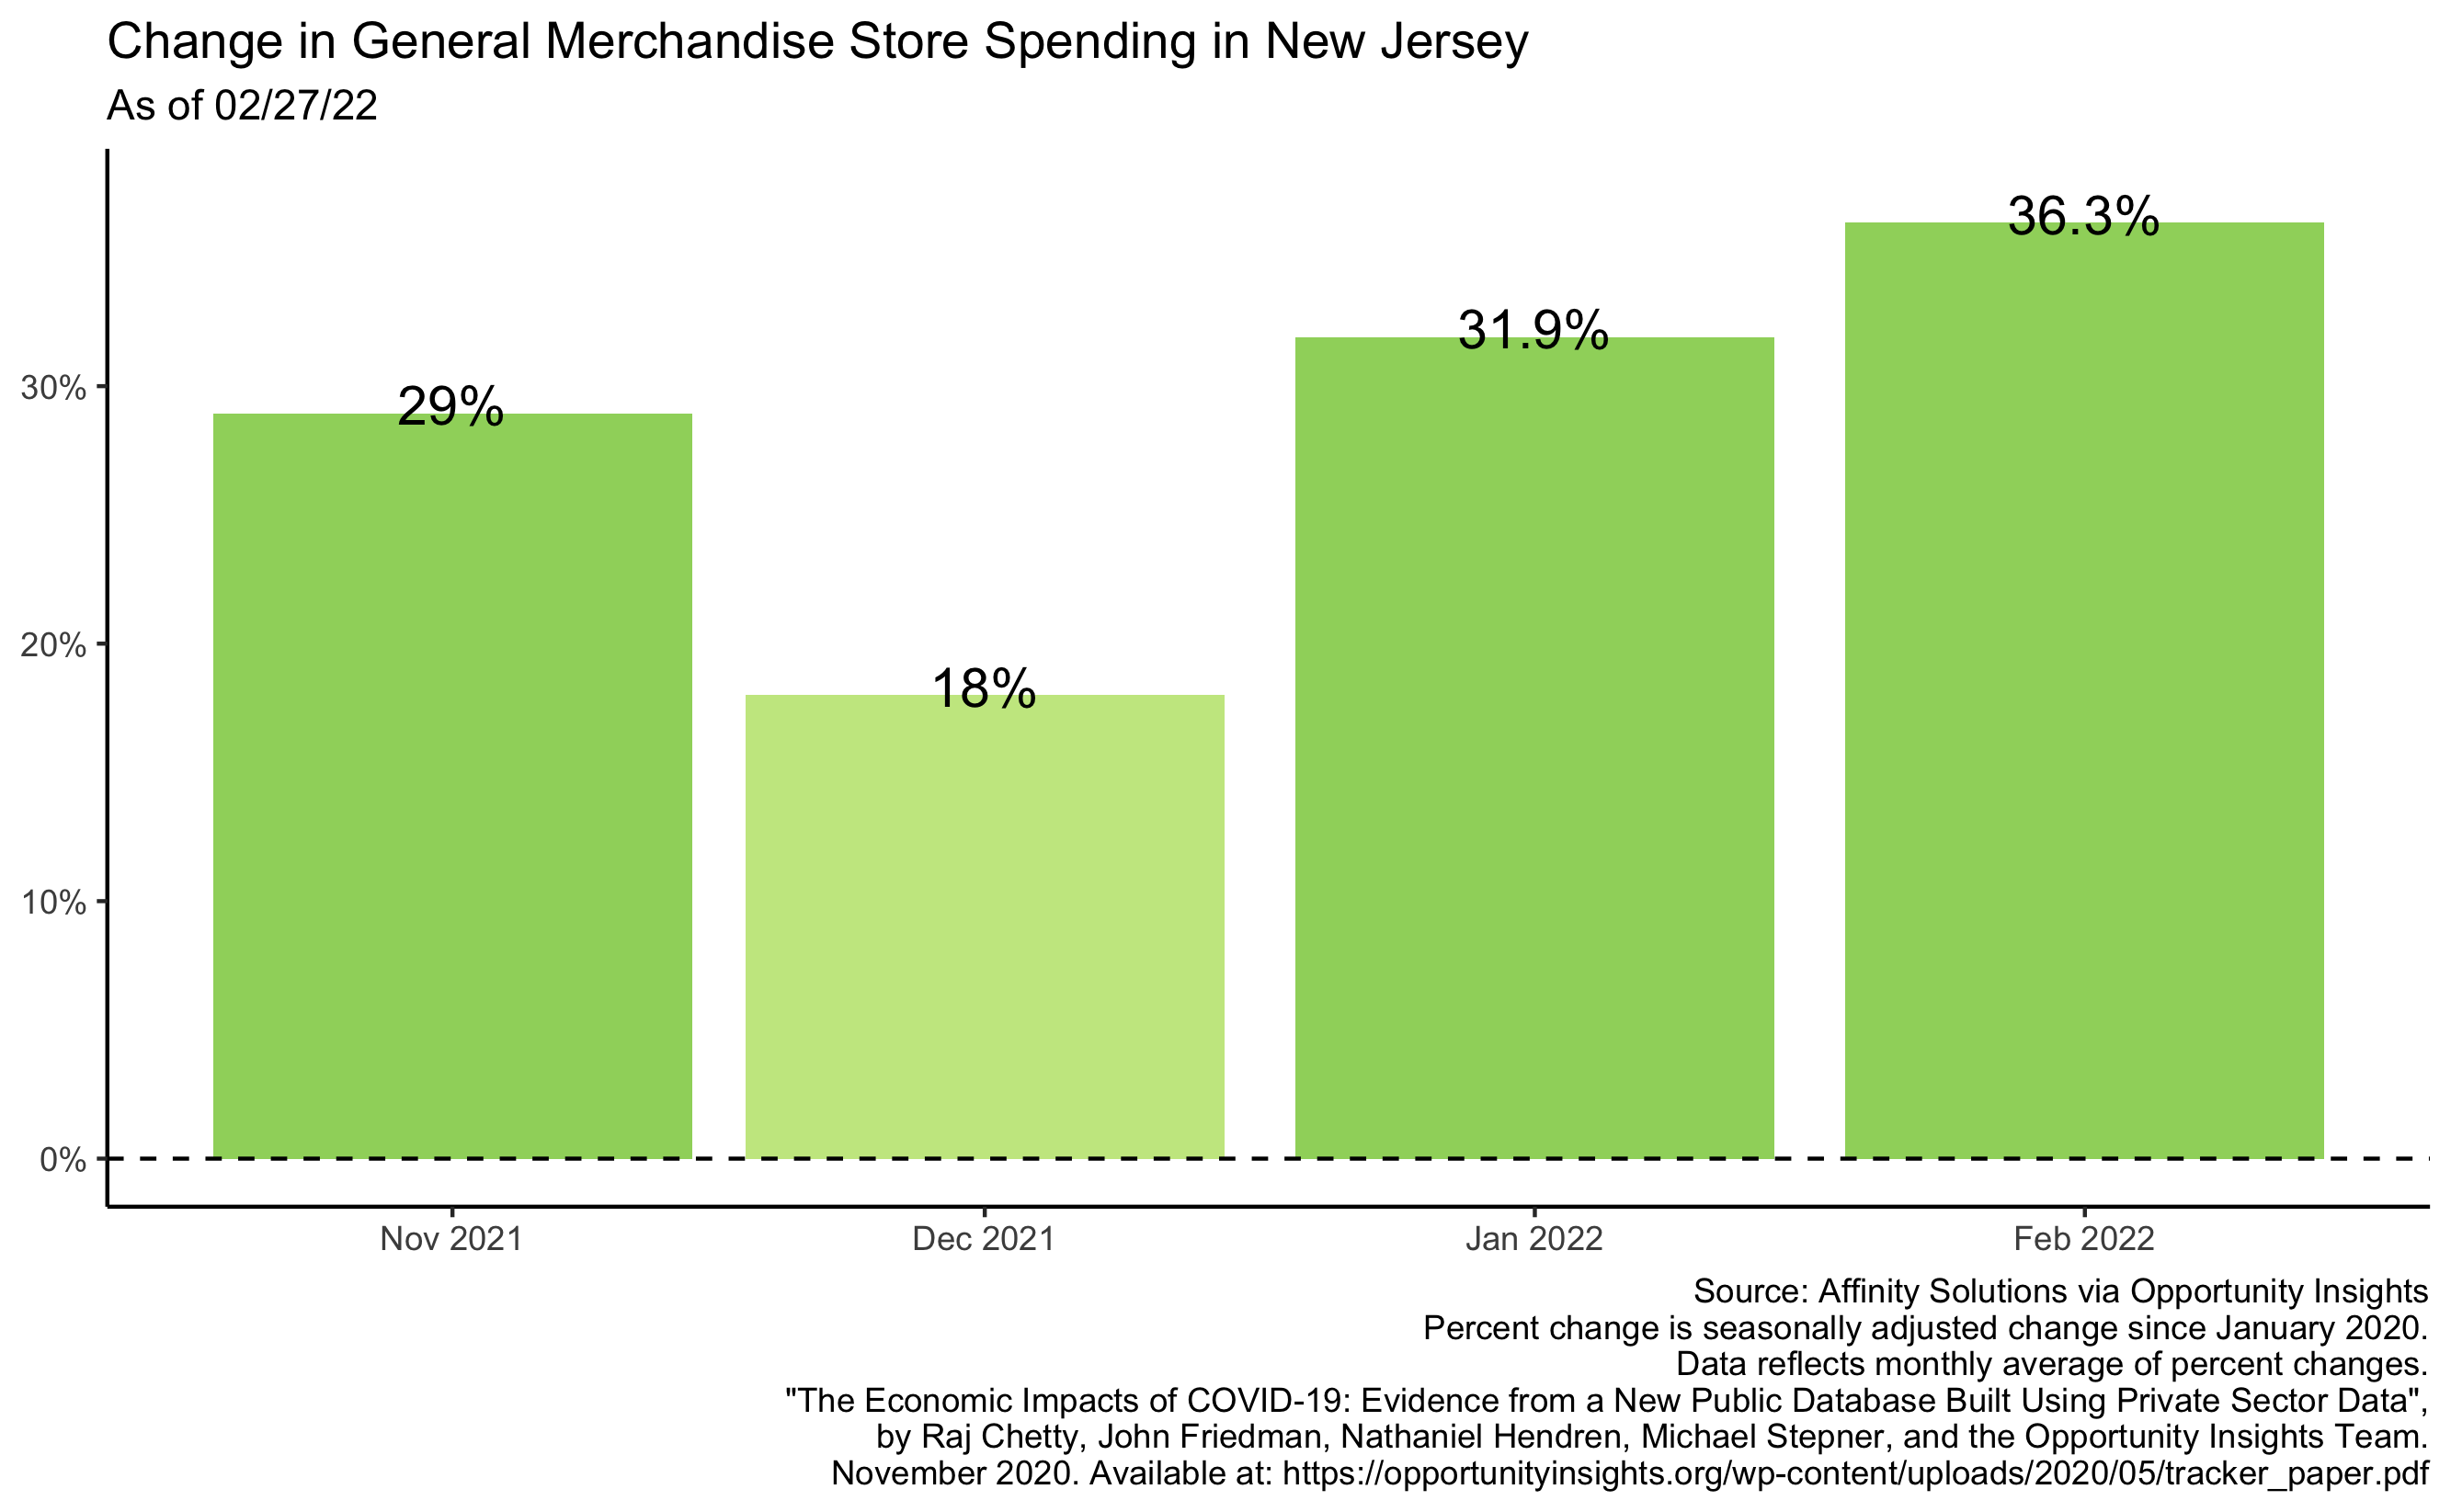 Change in General Merchandise Store Spending in New Jersey
As of 02/27/22
36.3%
31.9%
30%
29%
20%
18%
10%
0%
Nov 2021
Dec 2021
Jan 2022
Feb 2022
Source: Affinity Solutions via Opportunity Insights
Percent change is seasonally adjusted change since January 2020.
Data reflects monthly average of percent changes.
"The Economic Impacts of COVID-19: Evidence from a New Public Database Built Using Private Sector Data",
by Raj Chetty, John Friedman, Nathaniel Hendren, Michael Stepner, and the Opportunity Insights Team.
November 2020. Available at: https://opportunityinsights.org/wp-content/uploads/2020/05/tracker_paper.pdf